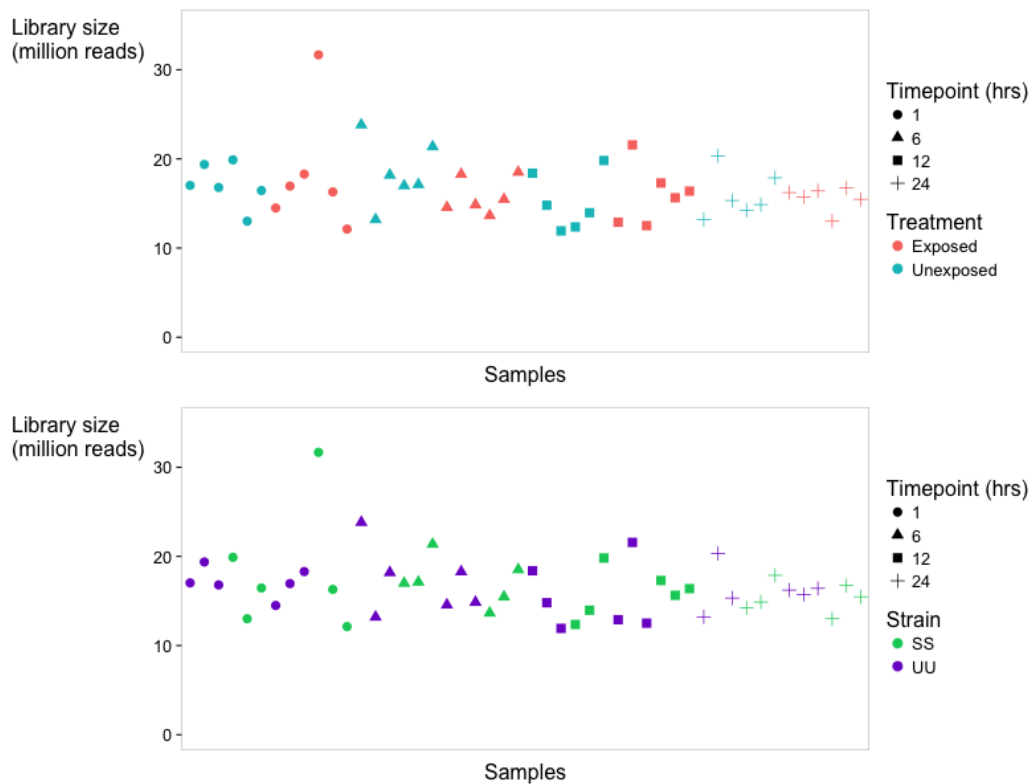 Library size
(million reads)
30
20
10
0
Samples
Timepoint (hrs)
1
6
12
24
Treatment
Exposed
Unexposed
Library size
(million reads)
30
20
10
0
Samples
Timepoint (hrs)
1
6
12
24
Strain
SS
UU